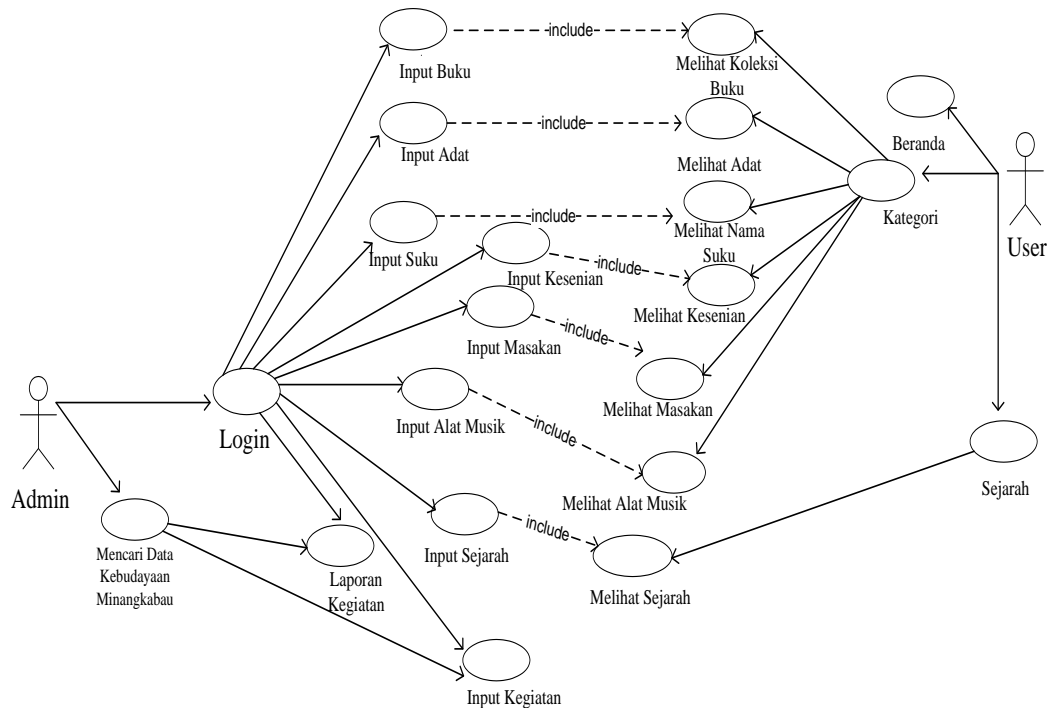 include
Input Buku
Melihat Koleksi
Buku
include
Input Adat
Beranda
Melihat Adat
Kategori
include
Input Suku
Melihat Nama
Suku
User
Input Kesenian
include
Melihat Kesenian
Input Masakan
include
Melihat Masakan
Login
Input Alat Musik
include
Melihat Alat Musik
Admin
Sejarah
include
Input Sejarah
Mencari Data
Kebudayaan
Minangkabau
Laporan
Kegiatan
Melihat Sejarah
Input Kegiatan